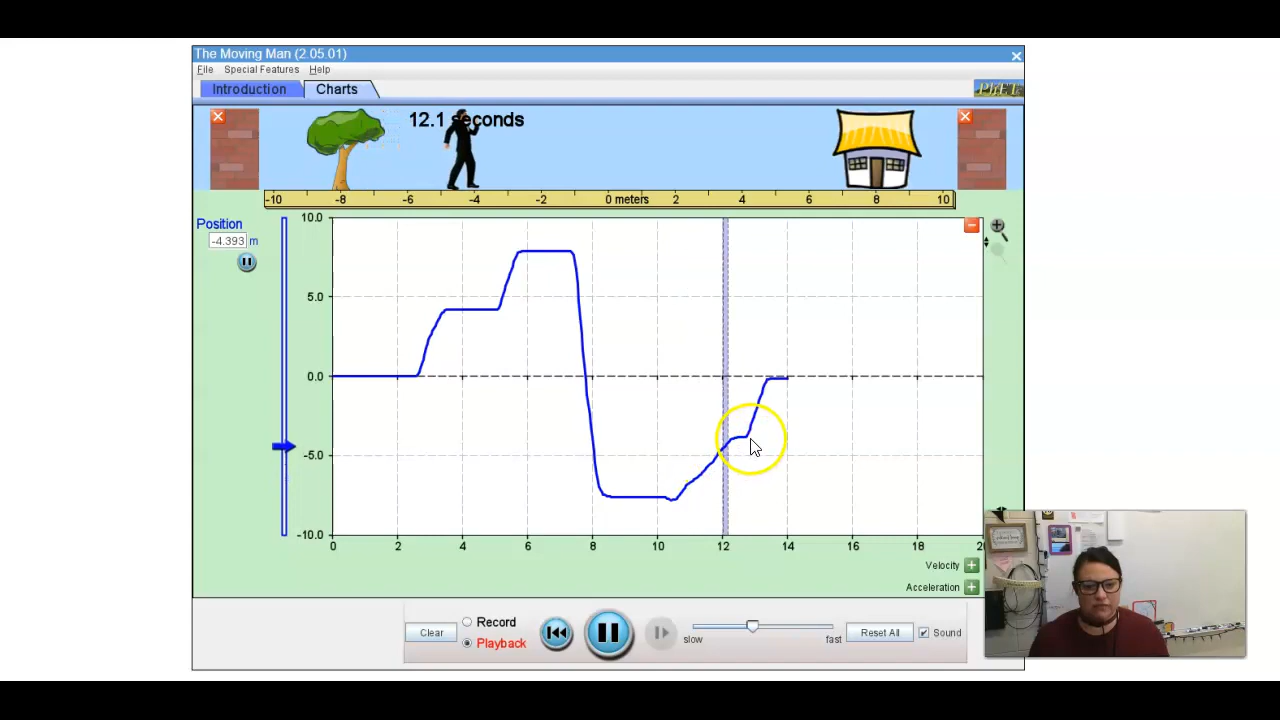 The Moving Man (2.05.01)
File Special Features Help
Introduction Charts
PhET
12.1 seconds
-10 -8 -6 -4 -2 0 meters 2 4 6 8 10
Position
-4.393 m
10.0
5.0
0.0
-5.0
-10.0
0 2 4 6 8 10 12 14 16 18 20
Velocity
Acceleration
Clear
Record
Playback
slow
fast
Reset All
Sound